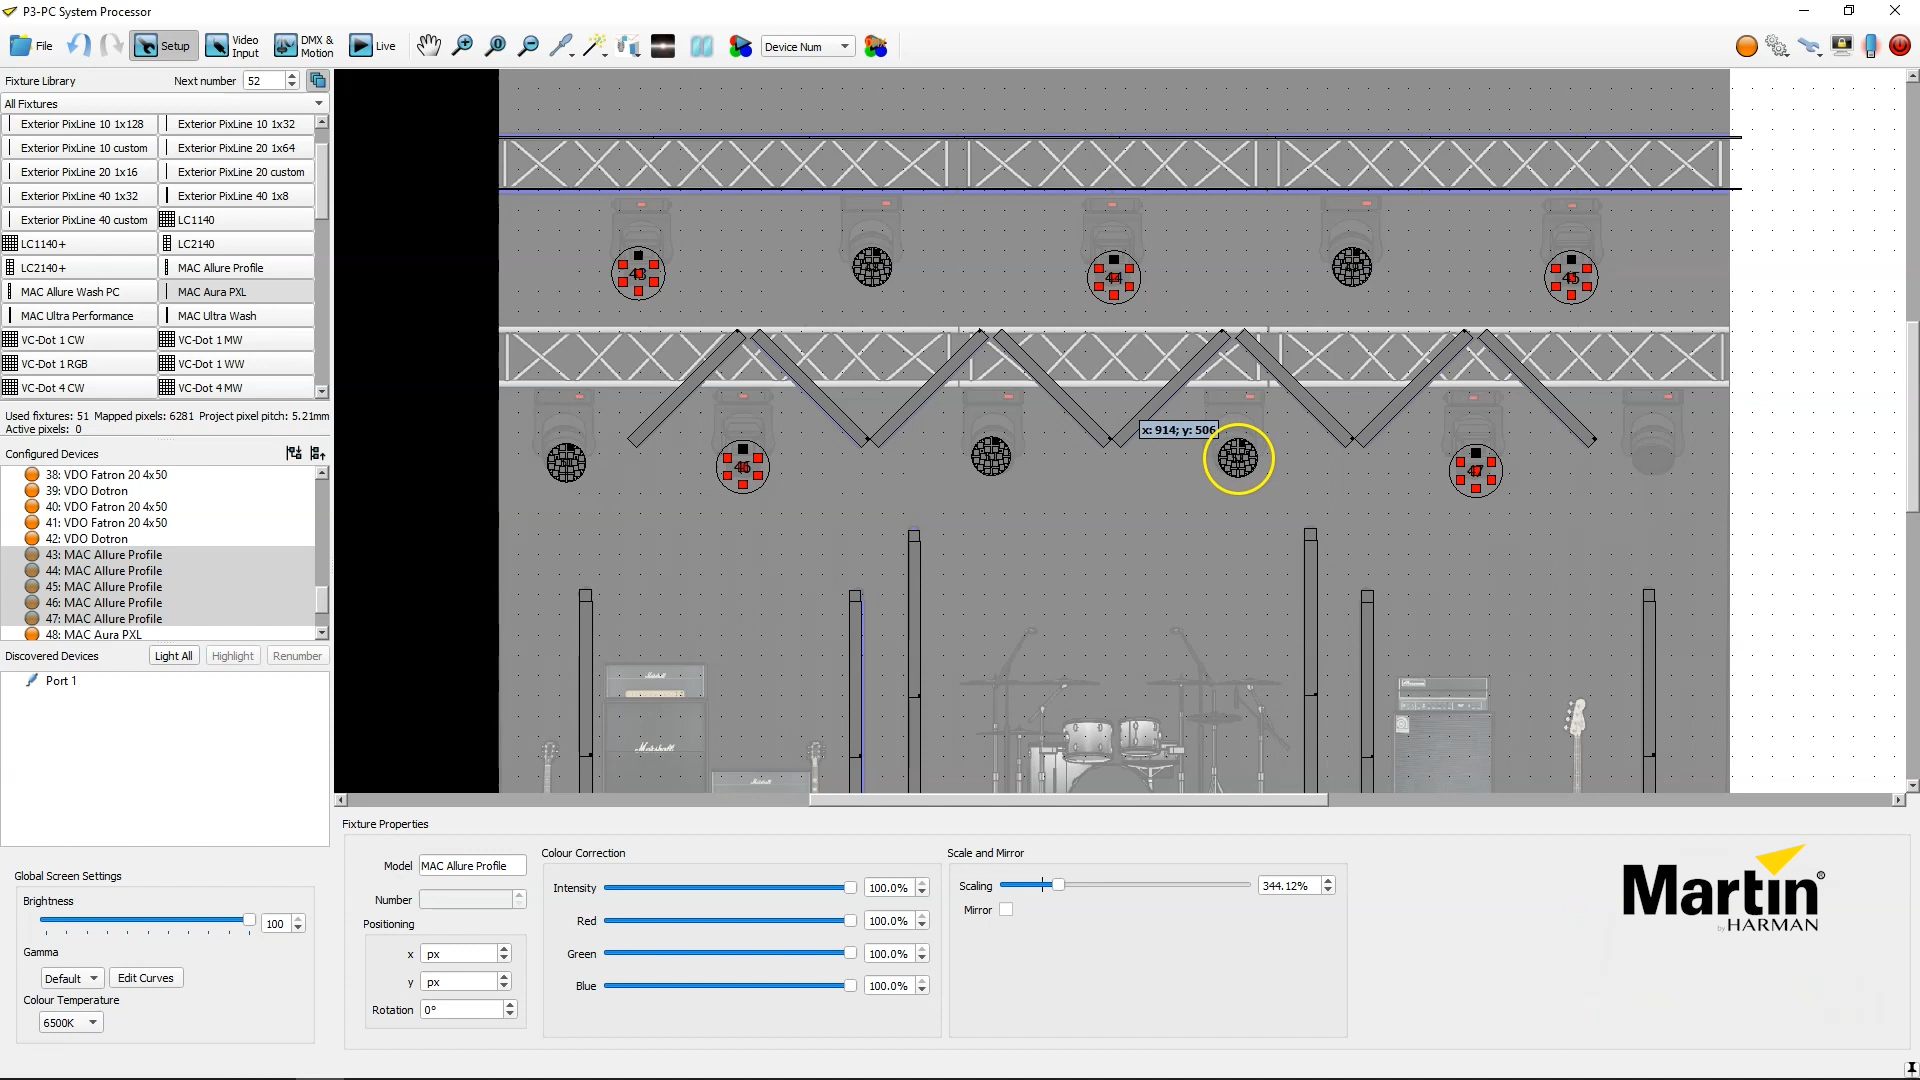 P3-PC System Processor
File
Setup
Video Input
DMX & Motion
Live
Device Num
Fixture Library
Next number
52
All Fixtures
Exterior PixLine 10 1x128
Exterior PixLine 10 1x32
Exterior PixLine 10 custom
Exterior PixLine 20 1x64
Exterior PixLine 20 1x16
Exterior PixLine 20 custom
Exterior PixLine 40 1x32
Exterior PixLine 40 1x8
Exterior PixLine 40 custom
LC1140
LC1140+
LC2140
LC2140+
MAC Allure Profile
MAC Allure Wash PC
MAC Aura PXL
MAC Ultra Performance
MAC Ultra Wash
VC-Dot 1 CW
VC-Dot 1 MW
VC-Dot 1 RGB
VC-Dot 1 WW
VC-Dot 4 CW
VC-Dot 4 MW
Used fixtures: 51 Mapped pixels: 6281 Project pixel pitch: 5.21mm
Active pixels: 0
Configured Devices
38: VDO Fatron 20 4x50
39: VDO Dotron
40: VDO Fatron 20 4x50
41: VDO Fatron 20 4x50
42: VDO Dotron
43: MAC Allure Profile
44: MAC Allure Profile
45: MAC Allure Profile
46: MAC Allure Profile
47: MAC Allure Profile
48: MAC Aura PXL
Discovered Devices
Light All
Highlight
Renumber
Port 1
Global Screen Settings
Brightness
100
Gamma
Default
Edit Curves
Colour Temperature
6500K
43
44
45
46
47
x: 914; y: 506
Marshall
Marshall
Marshall
Fixture Properties
Model
MAC Allure Profile
Number
Positioning
x
px
y
px
Rotation
0°
Colour Correction
Intensity
100.0%
Red
100.0%
Green
100.0%
Blue
100.0%
Scale and Mirror
Scaling
344.12%
Mirror
Martin®
by HARMAN